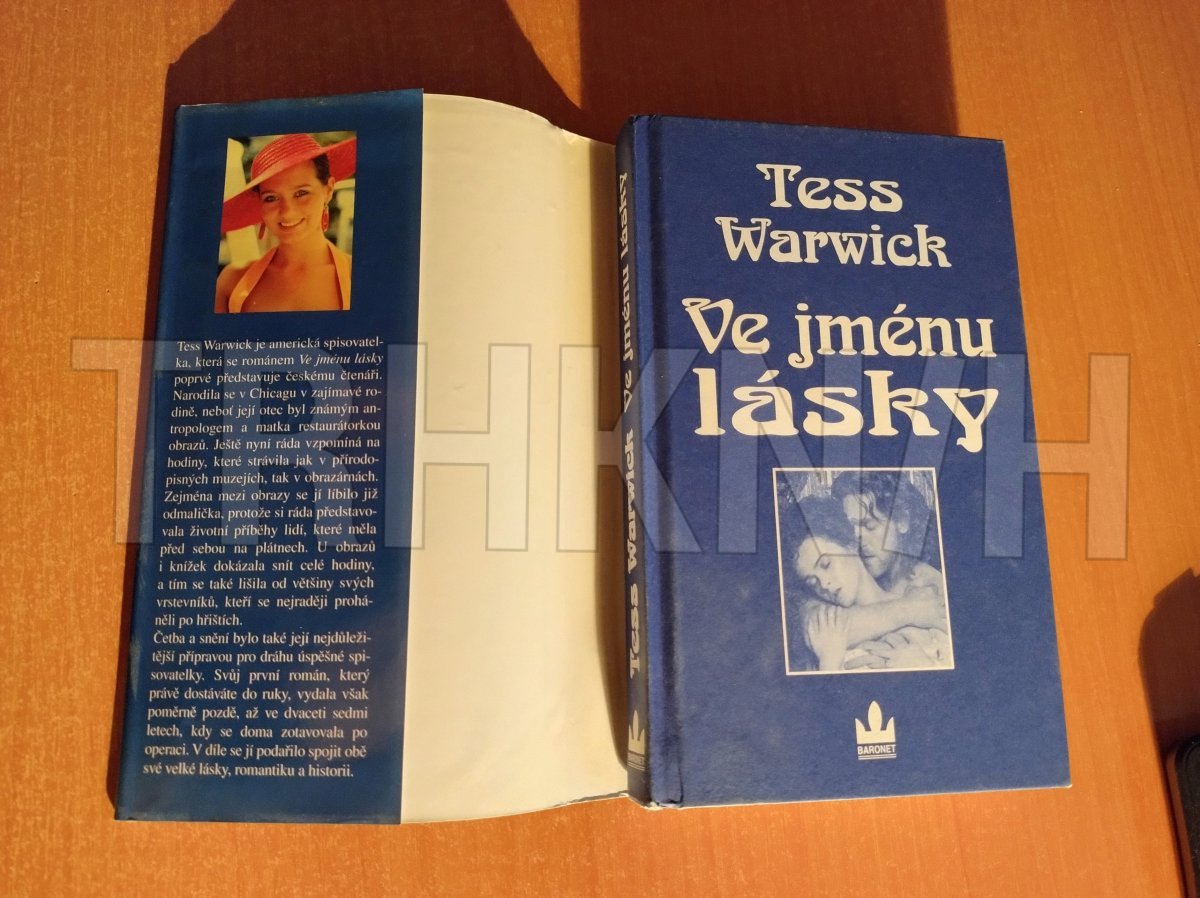 Tess Warwick je americká spisovatel-
ka, která se románem Ve jménu lásky
poprvé představuje českému čtenáři.
Narodila se v Chicagu v zajímavé ro-
dině, neboť její otec byl známým an-
tropologem a matka restaurátorkou
obrazů. Ještě nyní ráda vzpomíná na
hodiny, které strávila jak v přírodo-
pisných muzejích, tak v obrazárnách.
Zejména mezi obrazy se jí líbilo již
odmalička, protože si ráda představo-
vala životní příběhy lidí, které měla
před sebou na plátnech. U obrazů
i knížek dokázala snít celé hodiny,
a tím se také lišila od většiny svých
vrstevníků, kteří se nejraději prohá-
něli po hřištích.
Četba a snění bylo také její nejdůleži-
tější přípravou pro dráhu úspěšné spi-
sovatelky. Svůj první román, který
právě dostáváte do ruky, vydala však
poměrně pozdě, až ve dvaceti sedmi
letech, kdy se doma zotavovala po
operaci. V díle se jí podařilo spojit obě
své velké lásky, romantiku a historii.
Tess Warwick Ve jménu lásky
BARONET
Tess
Warwick
Ve jménu
lásky
BARONET
TRHKNIH